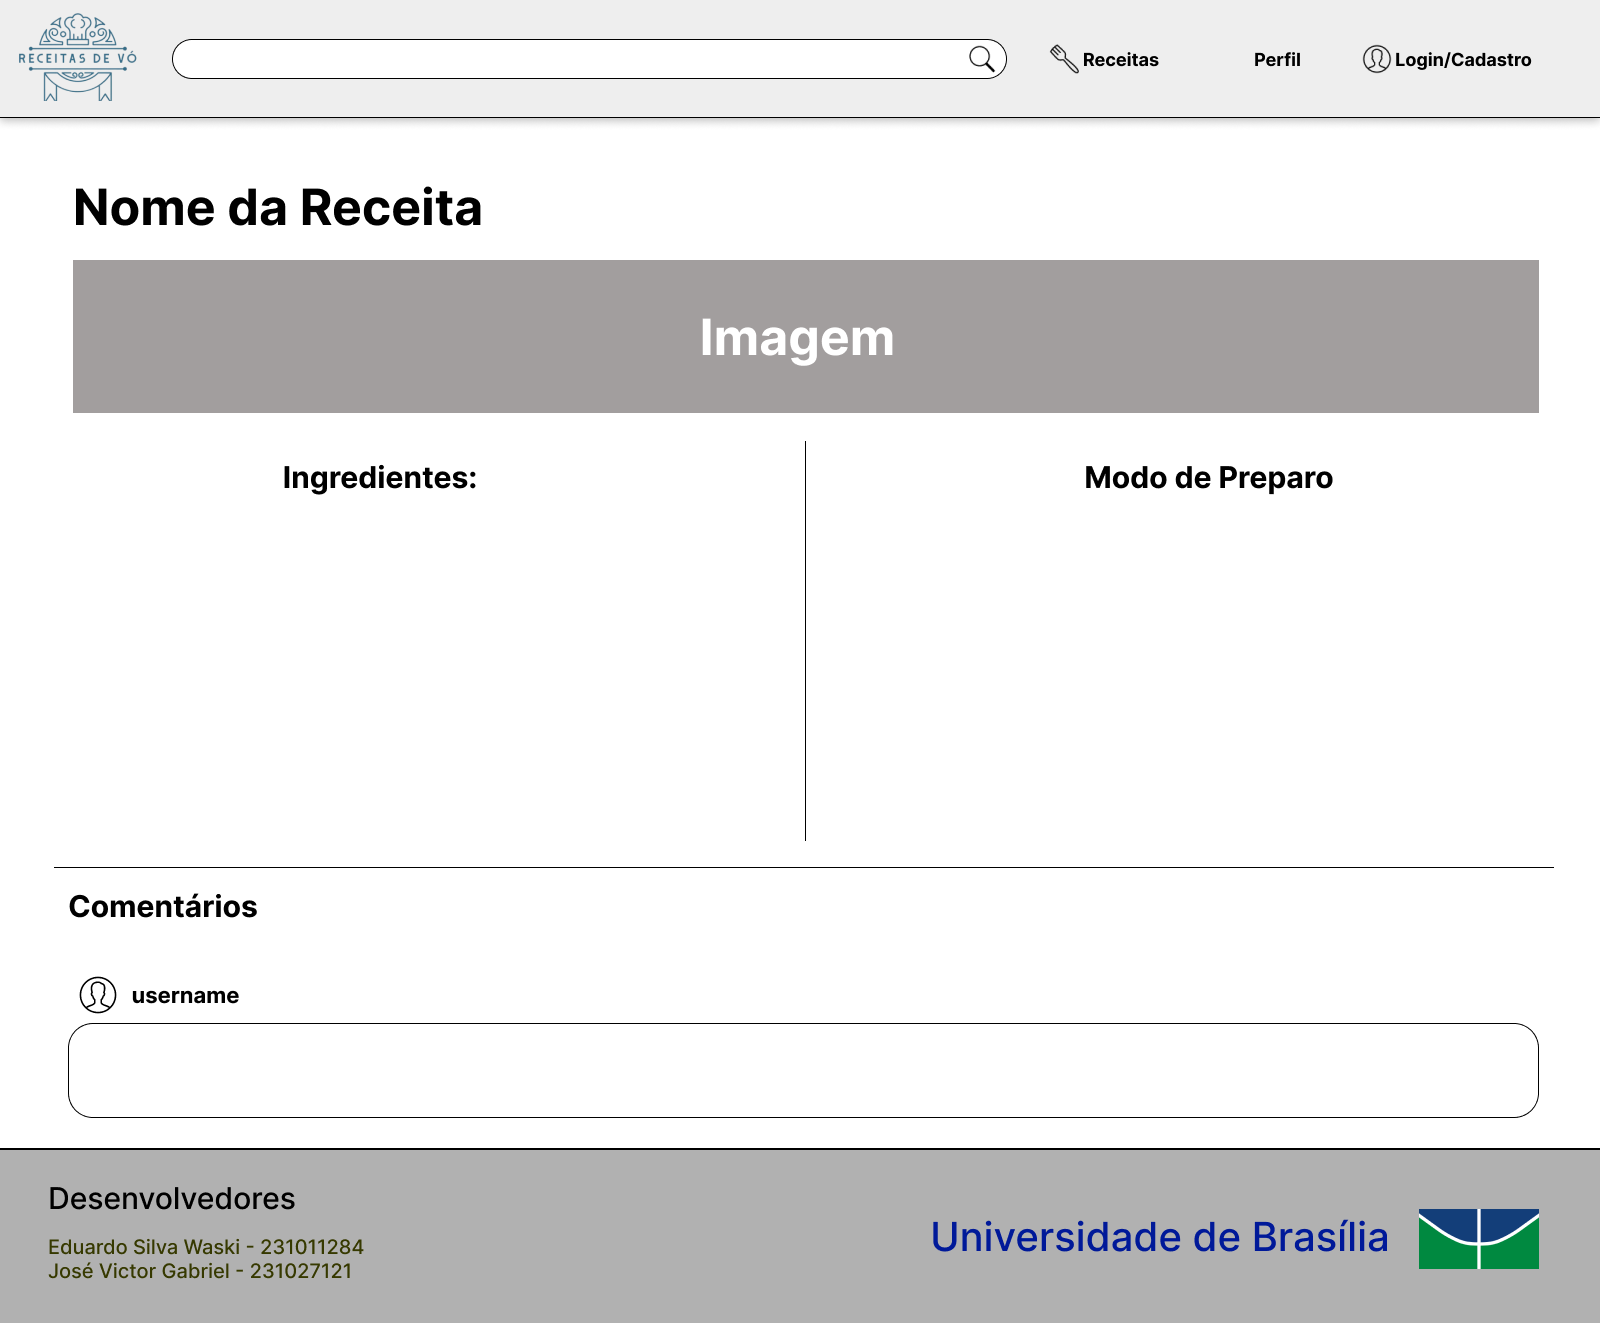 RECEITAS DE VÓ
Receitas
Perfil
Login/Cadastro
Nome da Receita
Imagem
Ingredientes:
Modo de Preparo
Comentários
username
Desenvolvedores
Eduardo Silva Waski - 231011284
José Victor Gabriel - 231027121
Universidade de Brasília